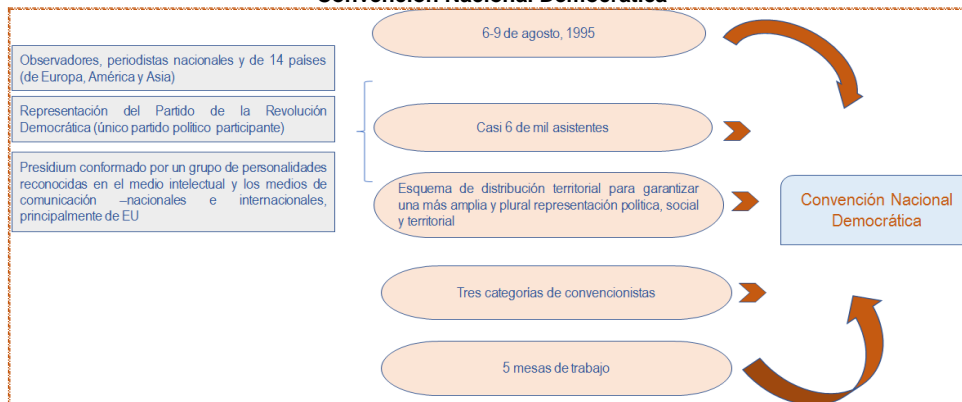 Convención Nacional Democrática
6-9 de agosto, 1995
Observadores, periodistas nacionales y de 14 países
(de Europa, América y Asia)
Representación del Partido de la Revolución
Democrática (único partido político participante)
Presídium conformado por un grupo de personalidades
reconocidas en el medio intelectual y los medios de
comunicación –nacionales e internacionales,
principalmente de EU
Casi 6 de mil asistentes
Esquema de distribución territorial para garantizar
una más amplia y plural representación política, social
y territorial
Tres categorías de convencionistas
5 mesas de trabajo
Convención Nacional
Democrática